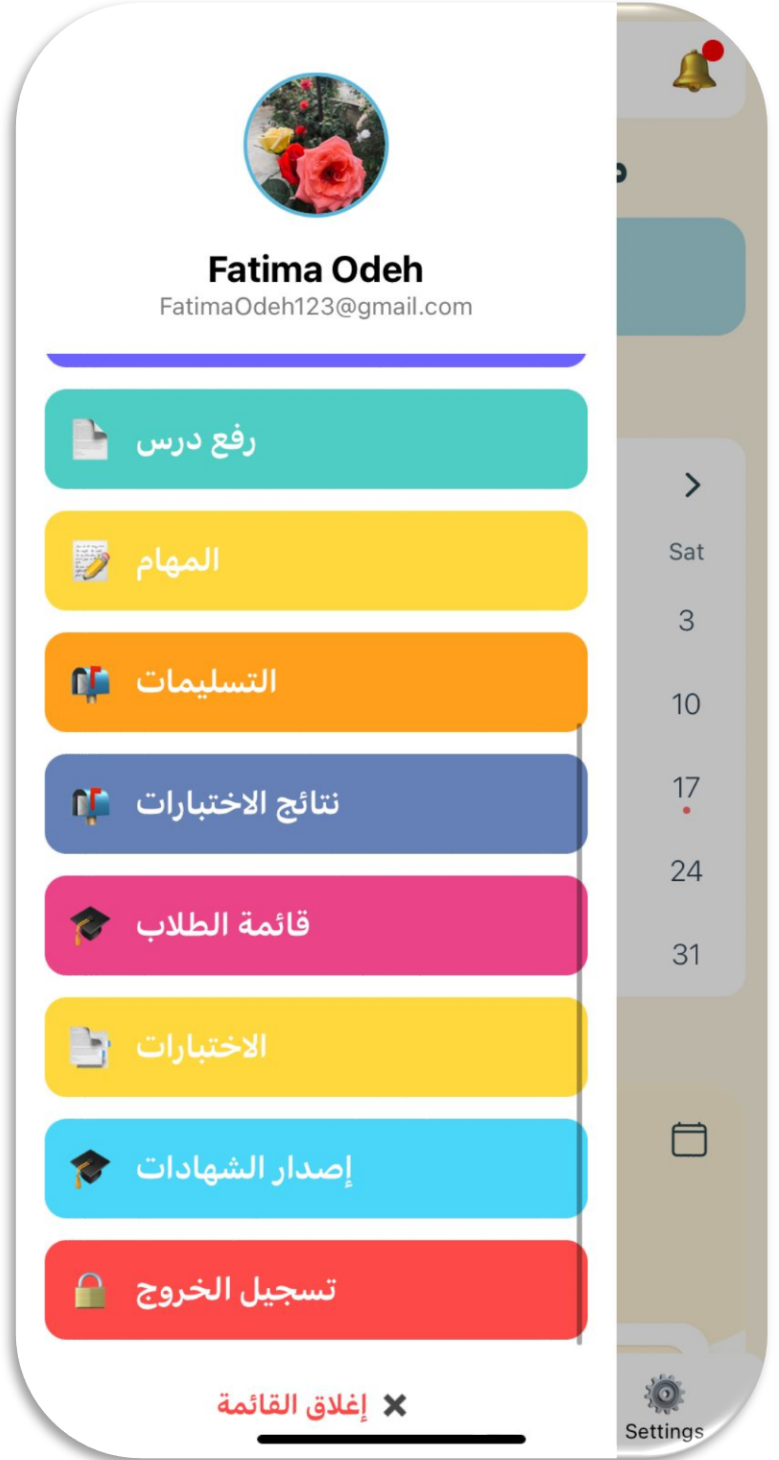 Fatima Odeh
FatimaOdeh123@gmail.com
رفع درس
المهام
التسليمات
نتائج الاختبارات
قائمة الطلاب
الاختبارات
إصدار الشهادات
تسجيل الخروج
✖ إغلاق القائمة
Sat
3
10
17
24
31
Settings